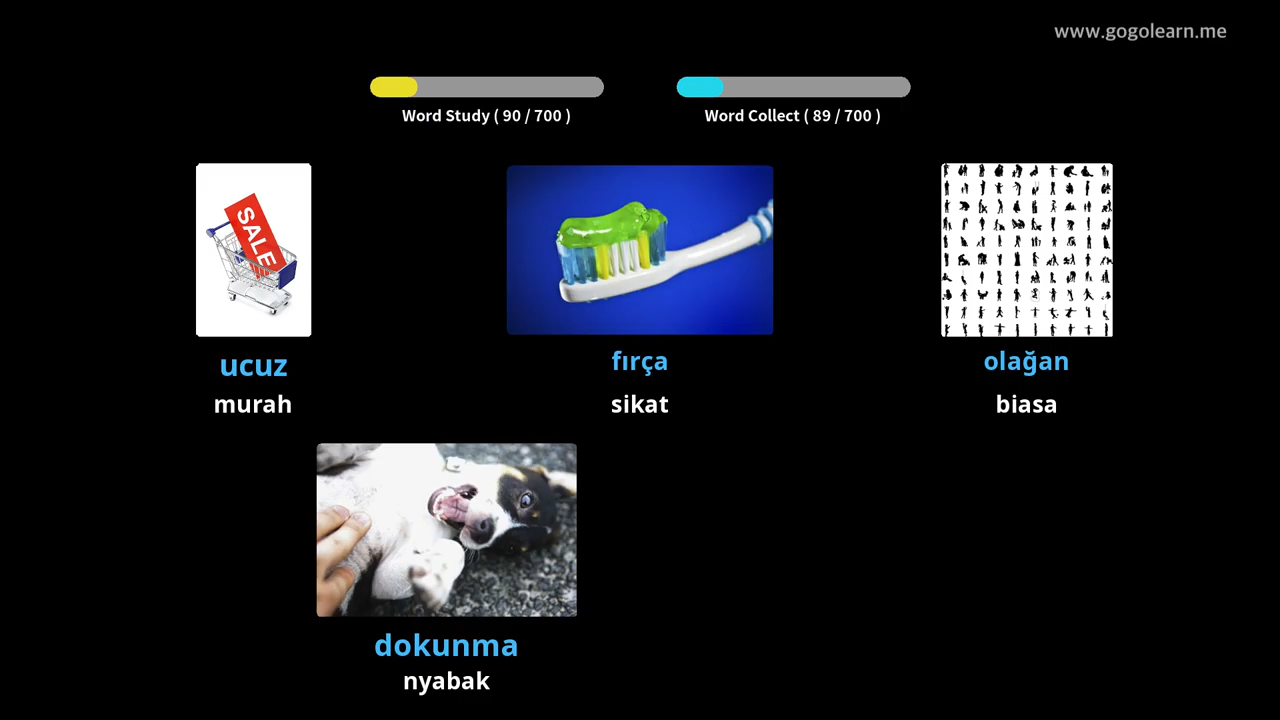 www.gogolearn.me
Word Study ( 90 / 700 )
Word Collect ( 89 / 700 )
SALE
ucuz
fırça
olağan
murah
sikat
biasa
dokunma
nyabak